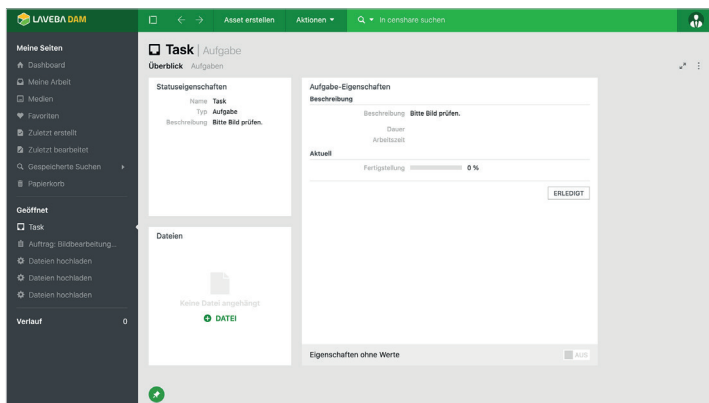 LAVEBA DAM
Asset erstellen
Aktionen
In censhare suchen
Meine Seiten
Dashboard
Meine Arbeit
Medien
Favoriten
Zuletzt erstellt
Zuletzt bearbeitet
Gespeicherte Suchen
Papierkorb
Geöffnet
Task
Auftrag: Bildbearbeitung...
Dateien hochladen
Dateien hochladen
Dateien hochladen
Verlauf 0
Task | Aufgabe
Überblick Aufgaben
Statuseigenschaften
Name Task
Typ Aufgabe
Beschreibung Bitte Bild prüfen.
Dateien
Keine Datei angehängt
DATEI
Aufgabe-Eigenschaften
Beschreibung
Beschreibung Bitte Bild prüfen.
Dauer
Arbeitszeit
Aktuell
Fertigstellung 0 %
ERLEDIGT
Eigenschaften ohne Werte AUS